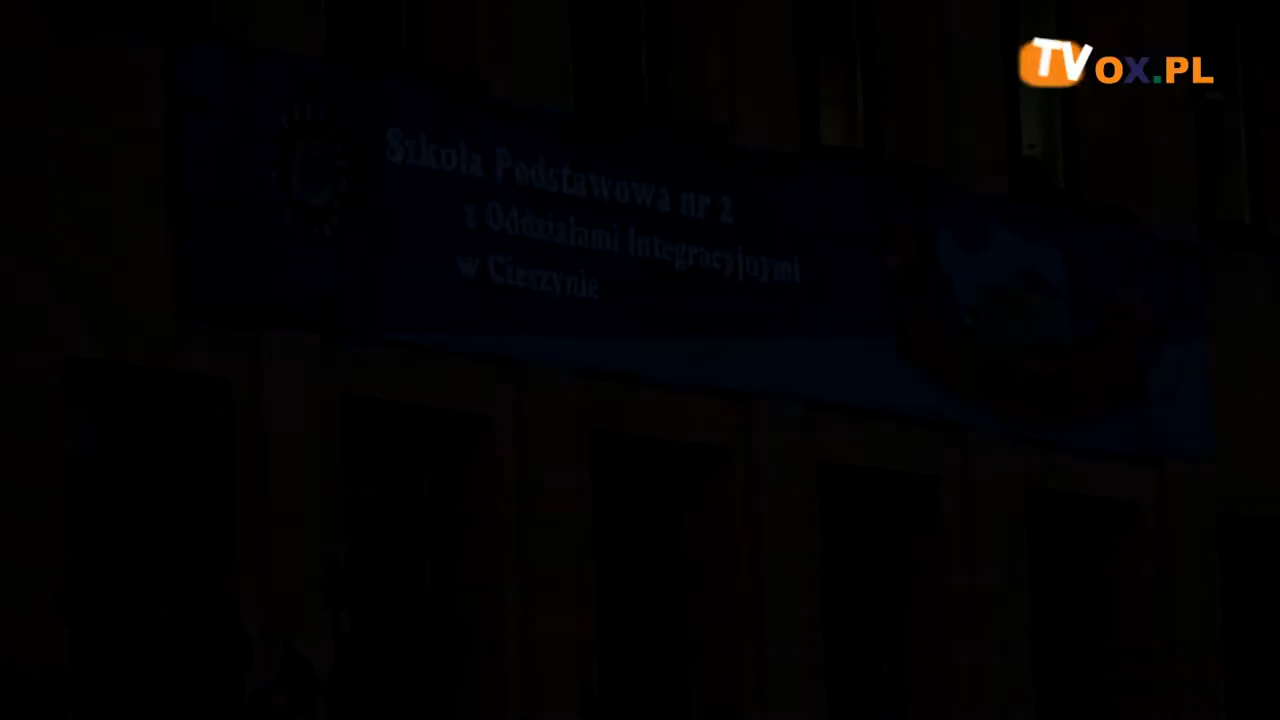 TVOX.PL
Szkoła Podstawowa nr 2
z Oddziałami Integracyjnymi
w Cieszynie